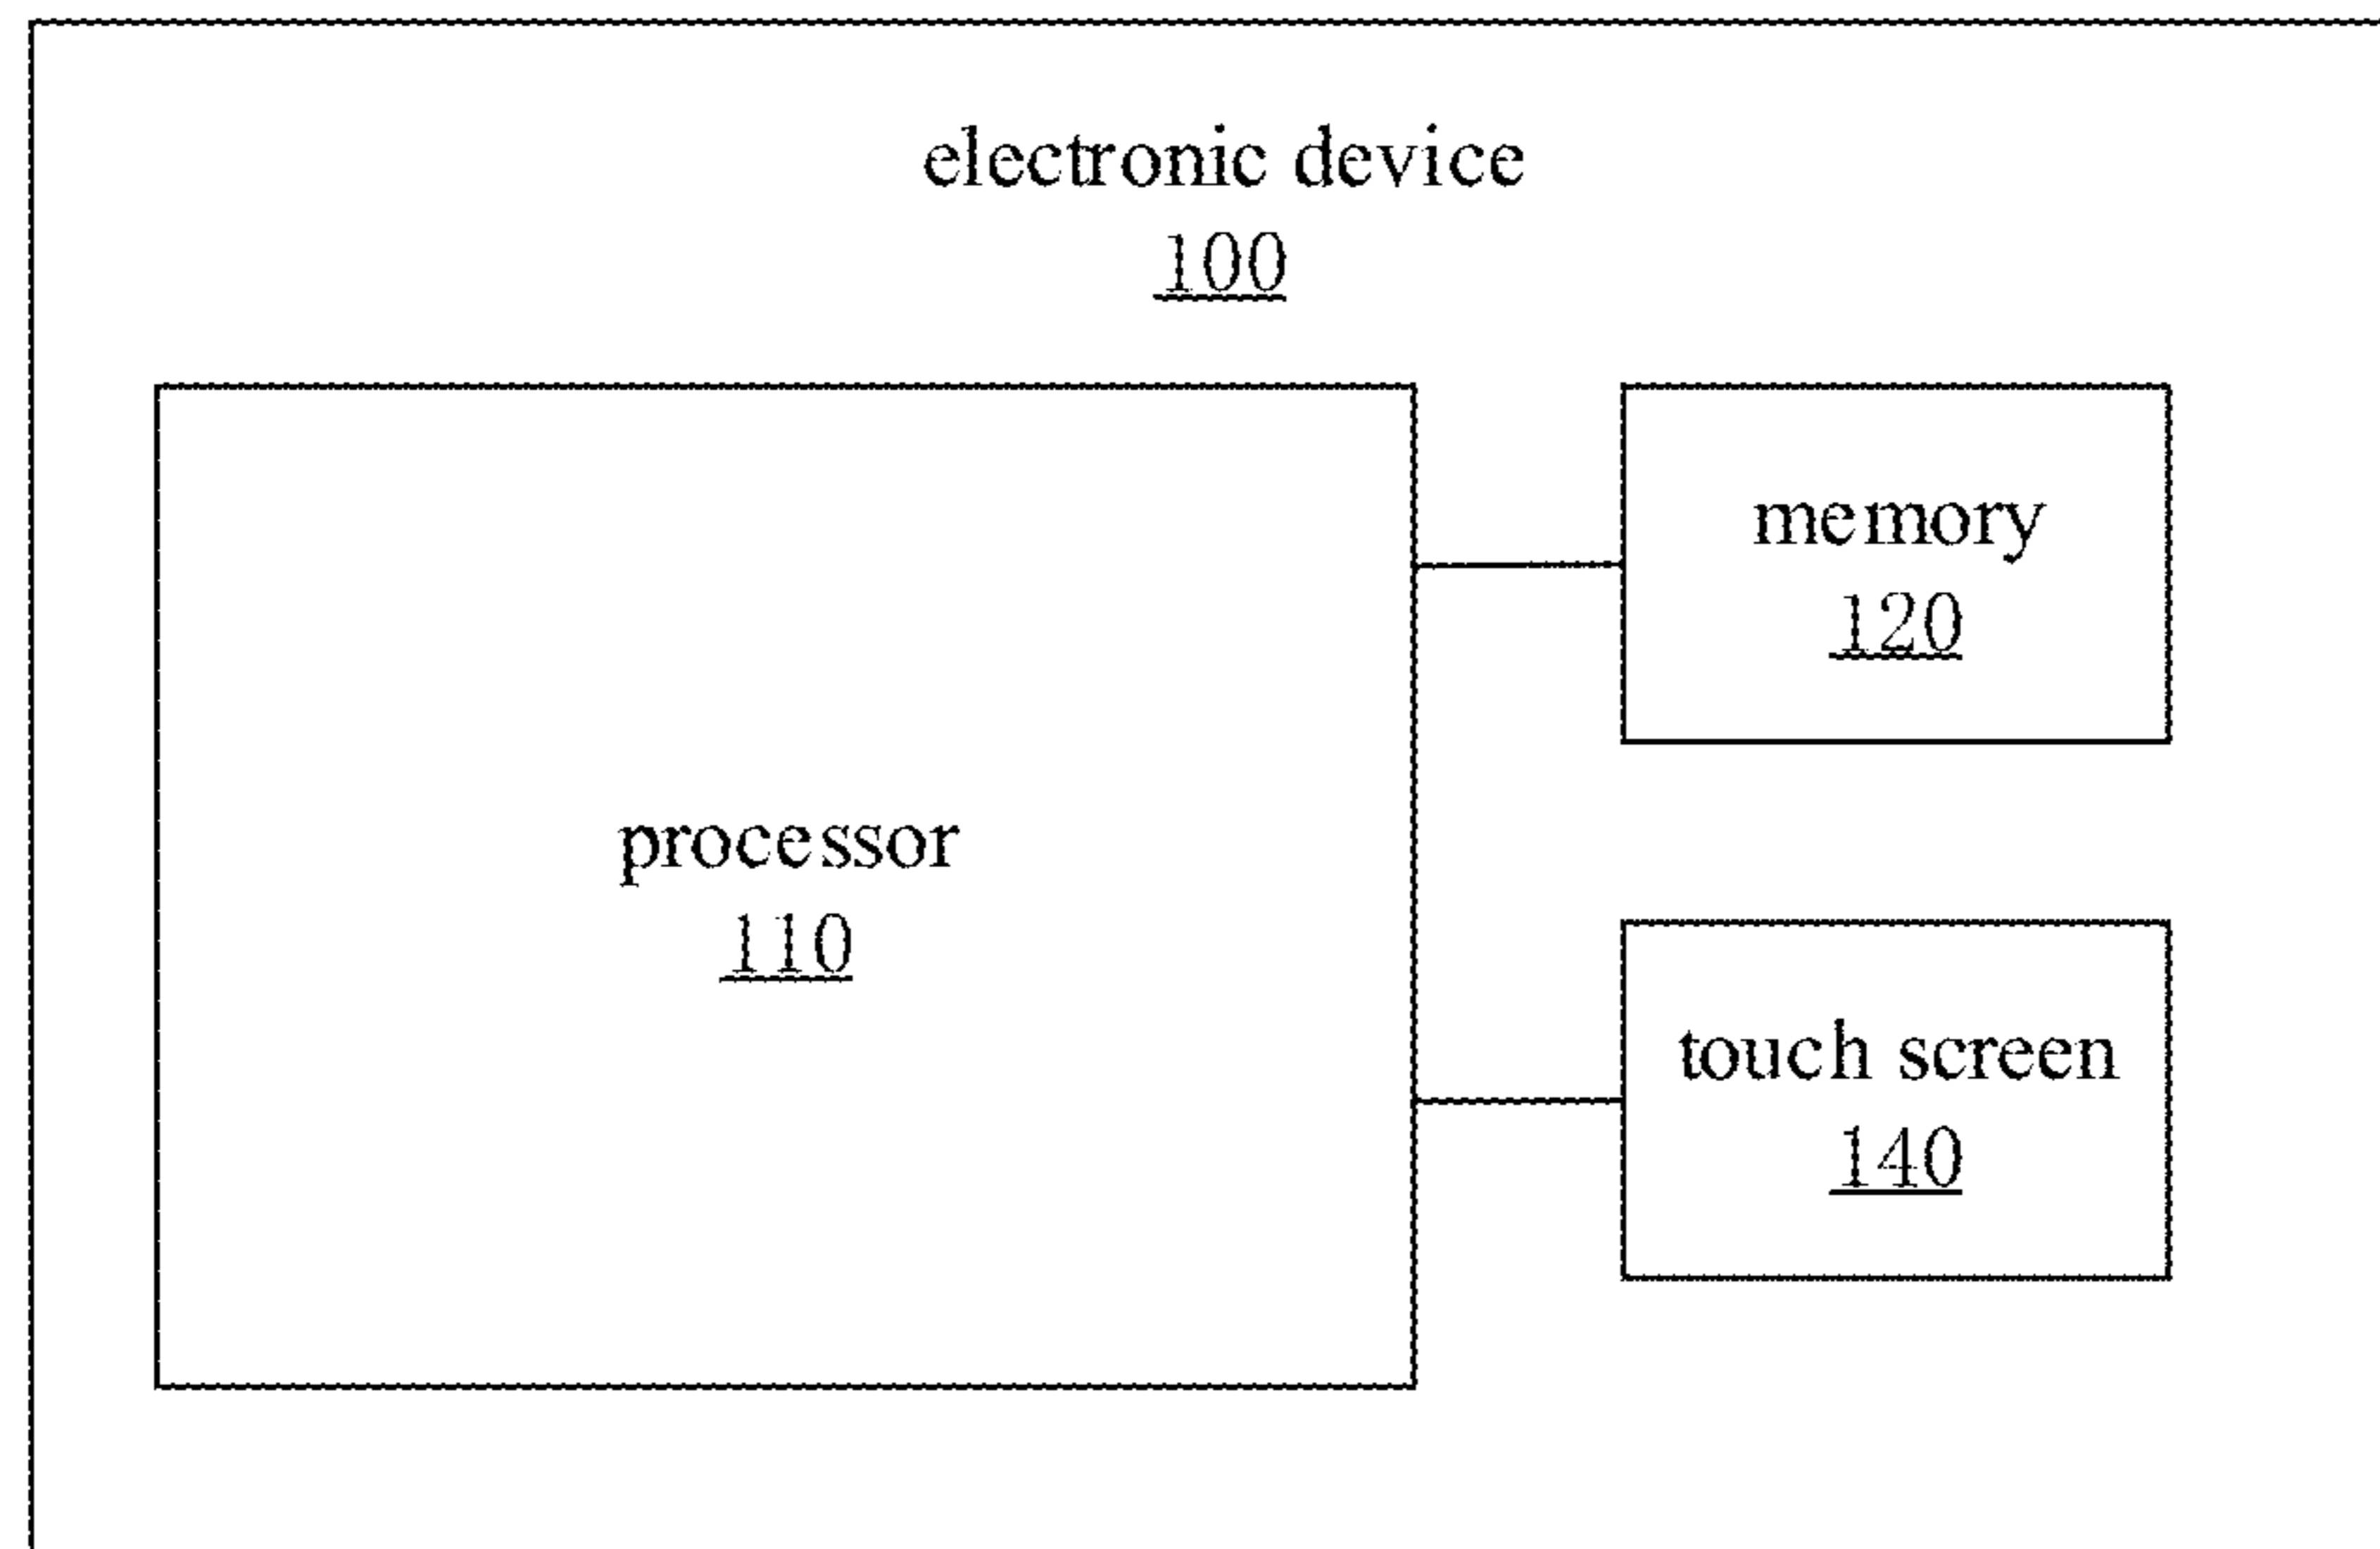 electronic device
100
memory
120
processor
110
touch screen
140